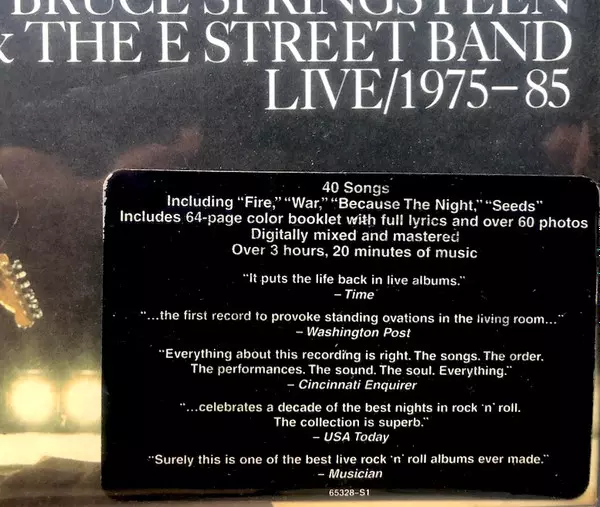 BRUCE SPRINGSTEEN
& THE E STREET BAND
LIVE/1975–85
40 Songs
Including "Fire," "War," "Because The Night," "Seeds"
Includes 64-page color booklet with full lyrics and over 60 photos
Digitally mixed and mastered
Over 3 hours, 20 minutes of music
"It puts the life back in live albums."
– Time
"...the first record to provoke standing ovations in the living room..."
– Washington Post
"Everything about this recording is right. The songs. The order.
The performances. The sound. The soul. Everything."
– Cincinnati Enquirer
"...celebrates a decade of the best nights in rock 'n' roll.
The collection is superb."
– USA Today
"Surely this is one of the best live rock 'n' roll albums ever made."
– Musician
65328–S1